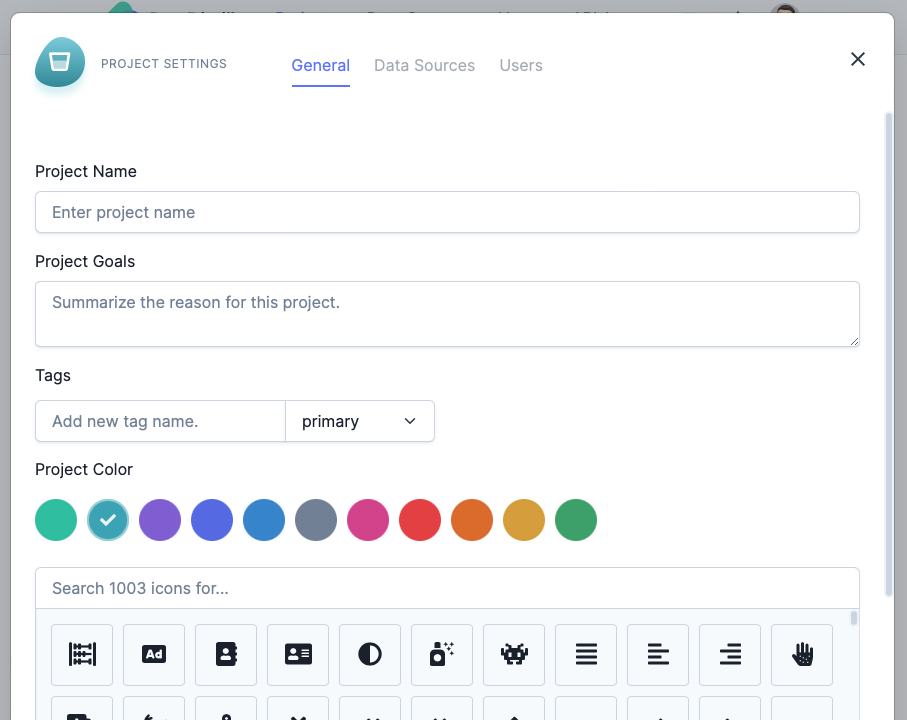 PROJECT SETTINGS
General
Data Sources
Users
Project Name
Enter project name
Project Goals
Summarize the reason for this project.
Tags
Add new tag name.
primary
Project Color
Search 1003 icons for...
Ad